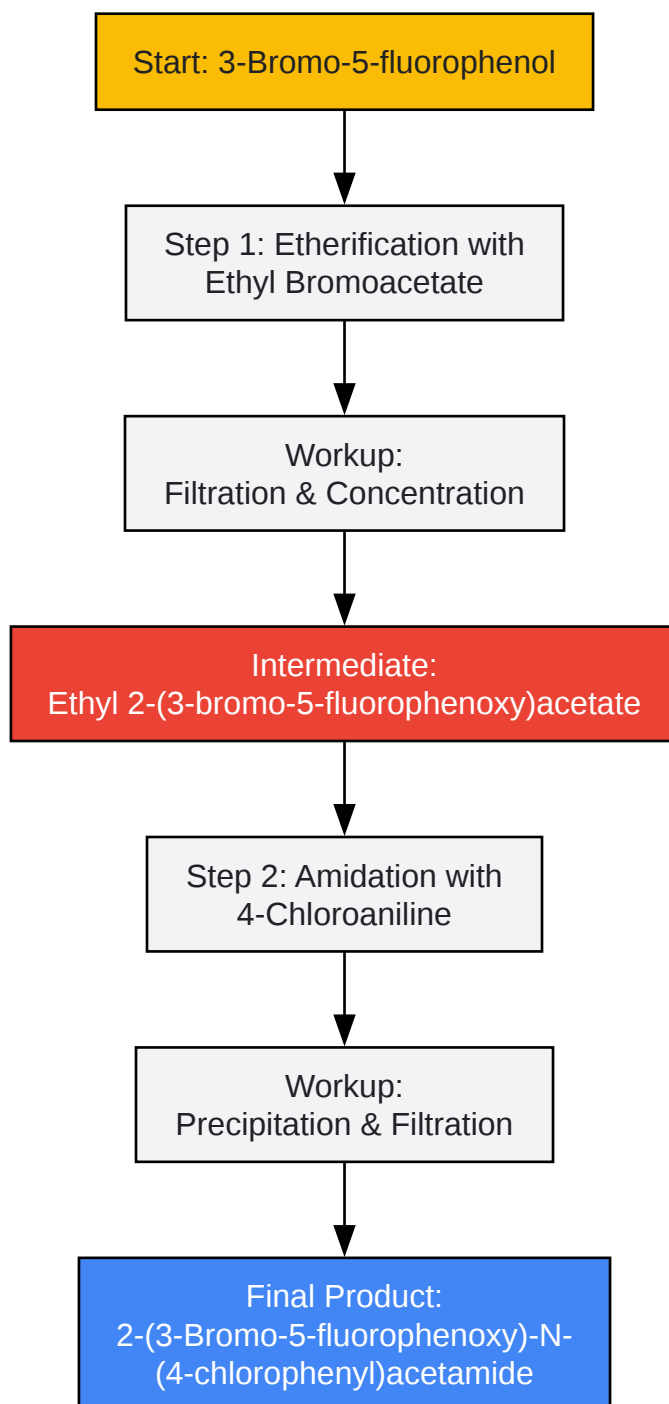 Start: 3-Bromo-5-fluorophenol
Step 1: Etherification with
Ethyl Bromoacetate
Workup:
Filtration & Concentration
Intermediate:
Ethyl 2-(3-bromo-5-fluorophenoxy)acetate
Step 2: Amidation with
4-Chloroaniline
Workup:
Precipitation & Filtration
Final Product:
2-(3-Bromo-5-fluorophenoxy)-N-
(4-chlorophenyl)acetamide